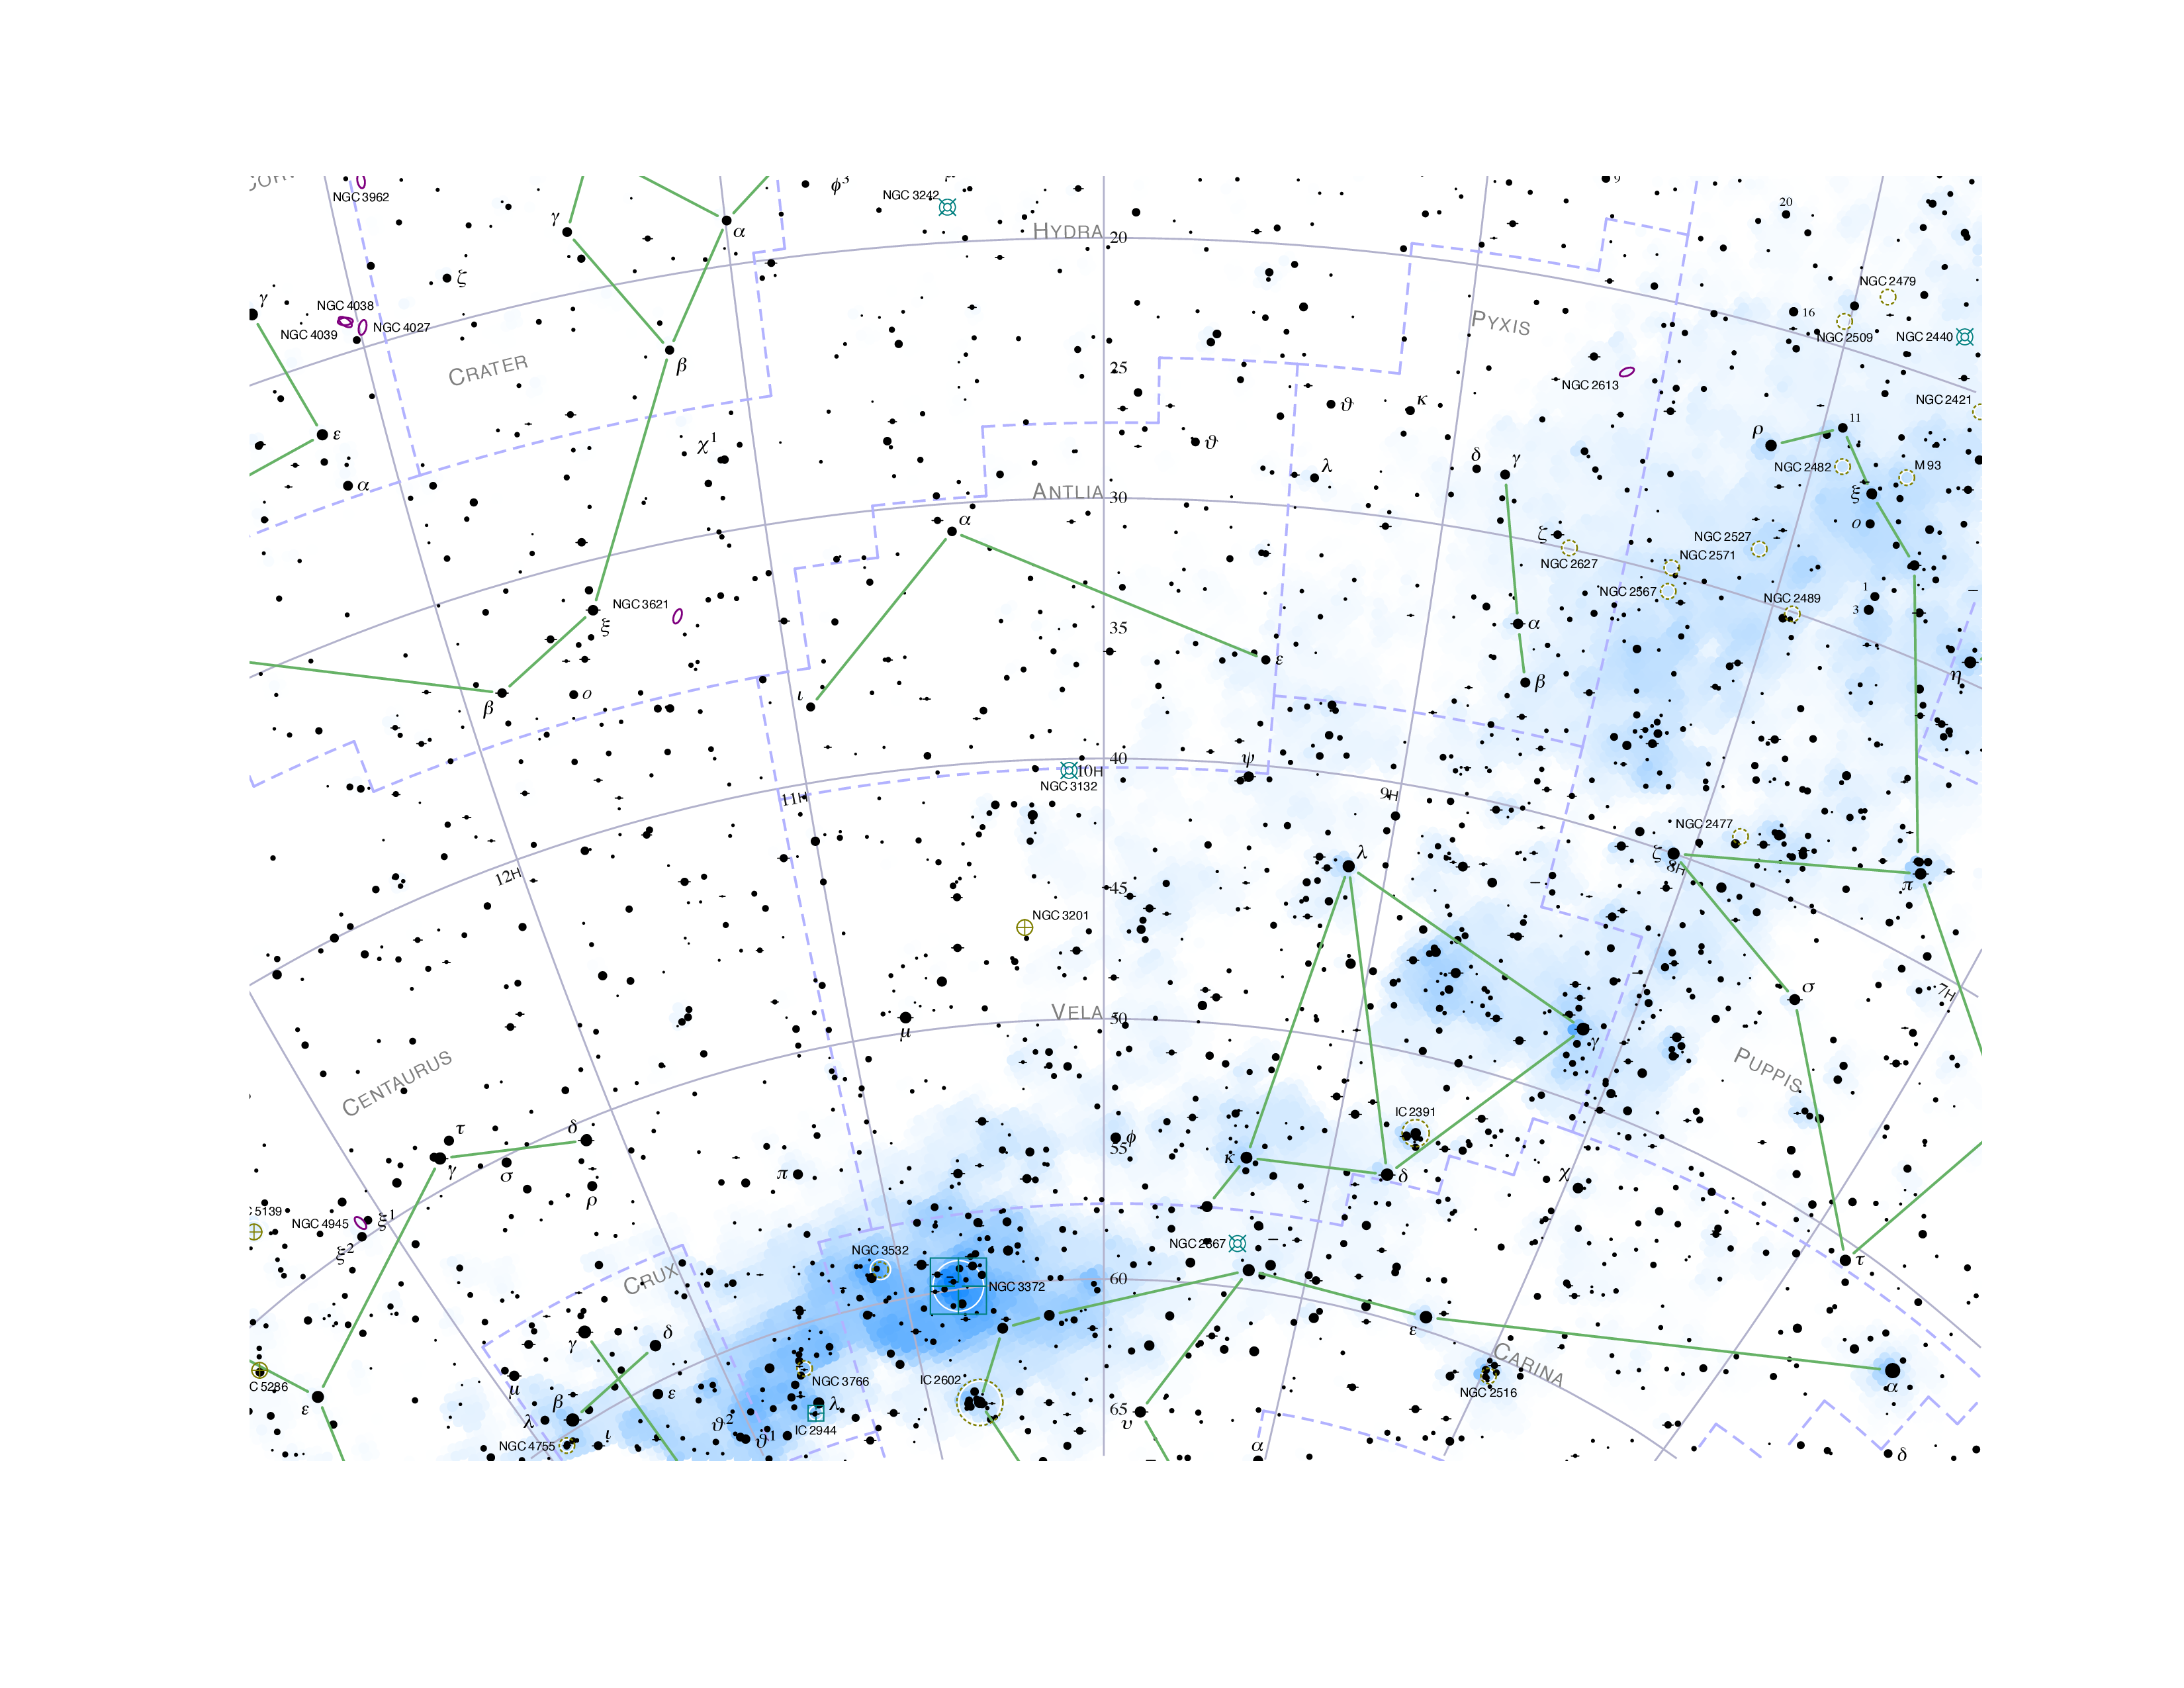 NGC 3962
ϕ³
NGC 3242
9
20
γ
α
HYDRA
20
ζ
NGC 2479
γ
NGC 4038
NGC 4027
NGC 4039
PYXIS
16
NGC 2509
NGC 2440
CRATER
β
25
NGC 2613
NGC 2421
ϑ
κ
11
ρ
ε
χ¹
ϑ
δ
γ
NGC 2482
M 93
λ
α
ANTLIA
30
ξ
α
ο
ζ
NGC 2527
NGC 2571
NGC 2627
NGC 2567
NGC 2489
1
3
NGC 3621
ξ
35
α
ε
η
β
ο
β
ι
ψ
40
10H
NGC 3132
11H
9H
NGC 2477
λ
ζ
8H
π
12H
45
NGC 3201
σ
7H
VELA
50
μ
γ
PUPPIS
CENTAURUS
IC 2391
τ
δ
ϕ
55
γ
σ
π
κ
δ
χ
ρ
C 5139
NGC 4945
ξ¹
ξ²
NGC 3532
NGC 2867
τ
CRUX
60
NGC 3372
γ
δ
ε
CARINA
C 5286
μ
ε
NGC 3766
IC 2602
NGC 2516
α
ε
β
λ
λ
65
ϑ²
ϑ¹
IC 2944
υ
NGC 4755
ι
α
δ